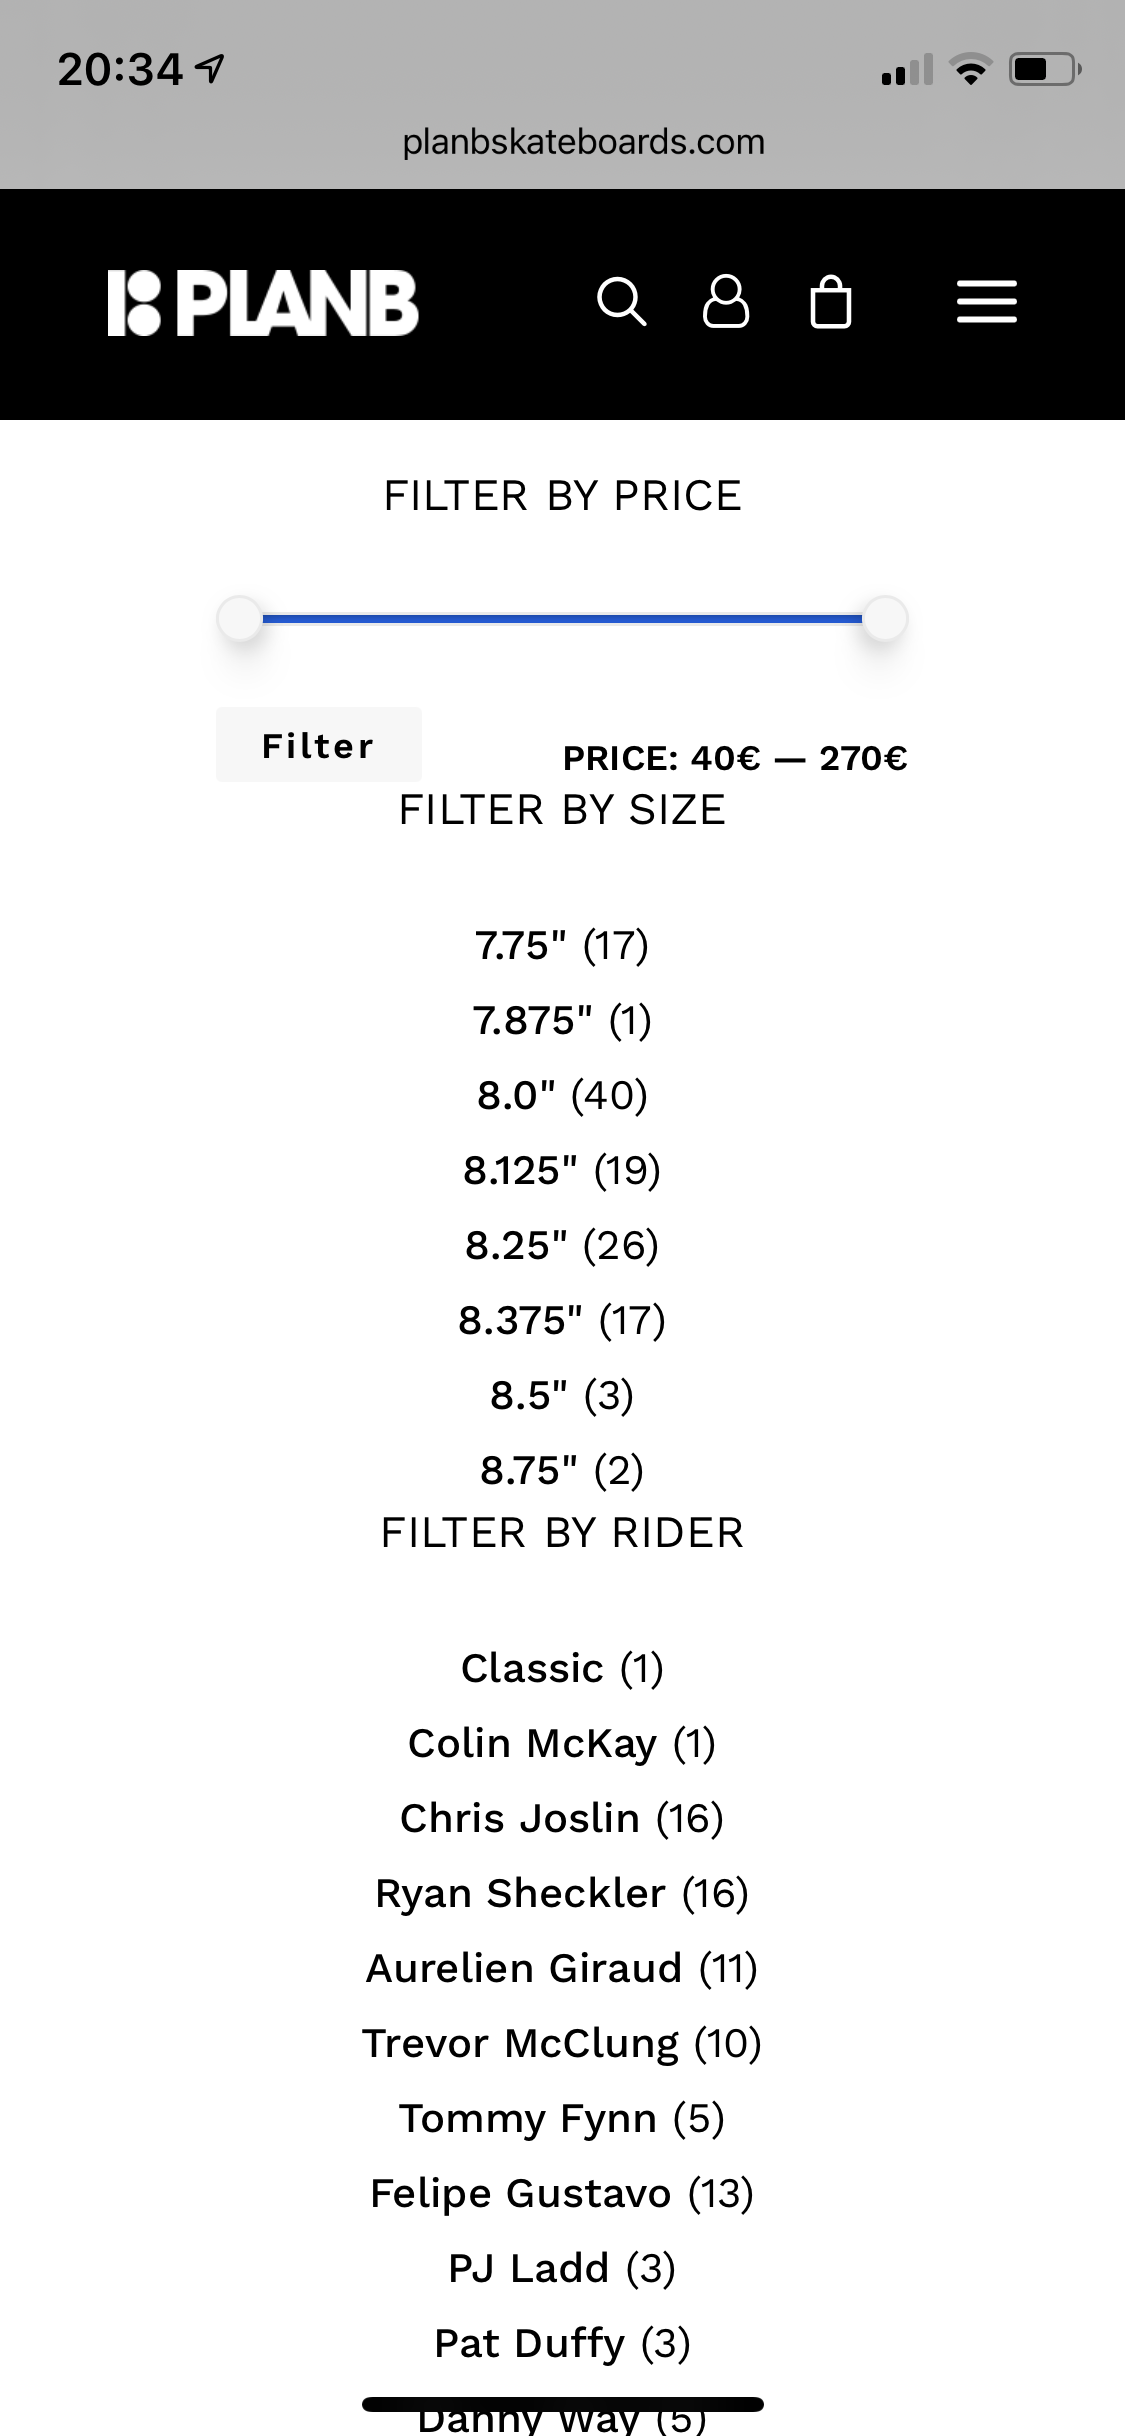 20:34
planbskateboards.com
PLANB
FILTER BY PRICE
Filter
PRICE: 40€ — 270€
FILTER BY SIZE
7.75" (17)
7.875" (1)
8.0" (40)
8.125" (19)
8.25" (26)
8.375" (17)
8.5" (3)
8.75" (2)
FILTER BY RIDER
Classic (1)
Colin McKay (1)
Chris Joslin (16)
Ryan Sheckler (16)
Aurelien Giraud (11)
Trevor McClung (10)
Tommy Fynn (5)
Felipe Gustavo (13)
PJ Ladd (3)
Pat Duffy (3)
Danny Way (5)